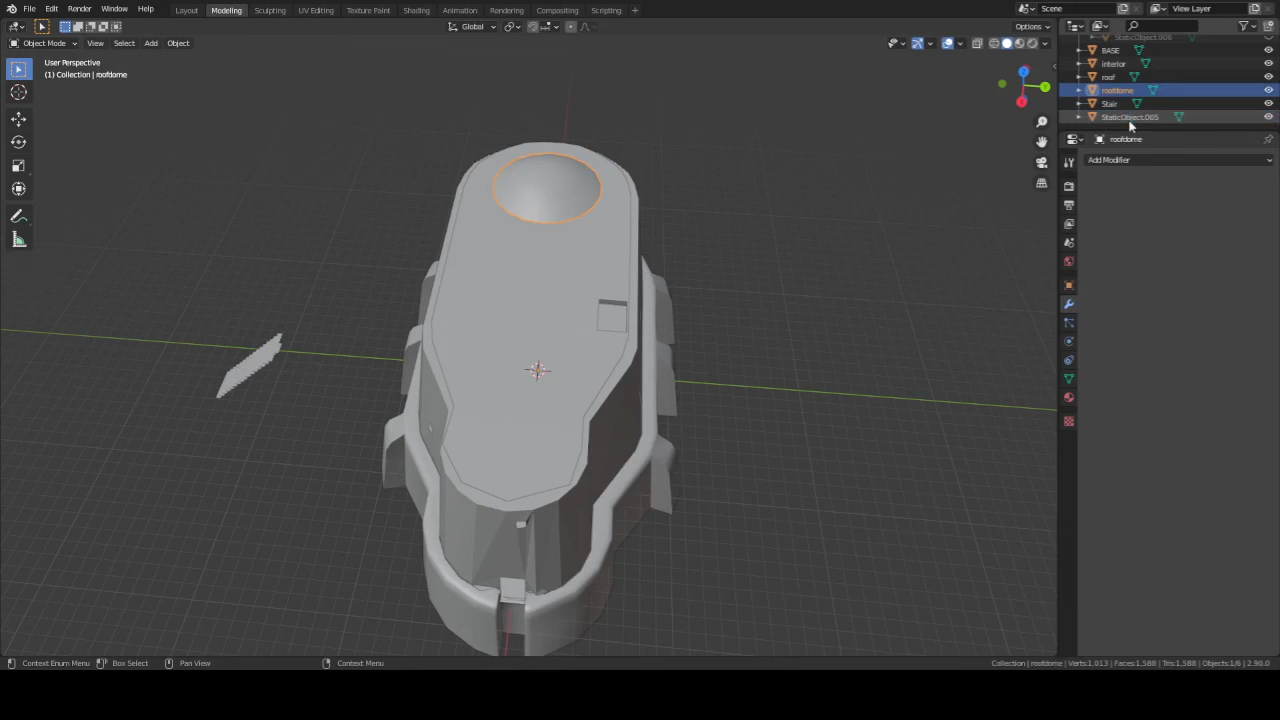 File Edit Render Window Help Layout Modeling Sculpting UV Editing Texture Paint Shading Animation Rendering Compositing Scripting + Scene View Layer
Global Options
Object Mode View Select Add Object
User Perspective
(1) Collection | roofdome
StaticObject.006
BASE
interior
roof
roofdome
Stair
StaticObject.005
roofdome
Add Modifier
Context Enum Menu Box Select Pan View Context Menu Collection | roofdome | Verts:1,013 | Faces:1,588 | Tris:1,588 | Objects:1/6 | 2.90.0